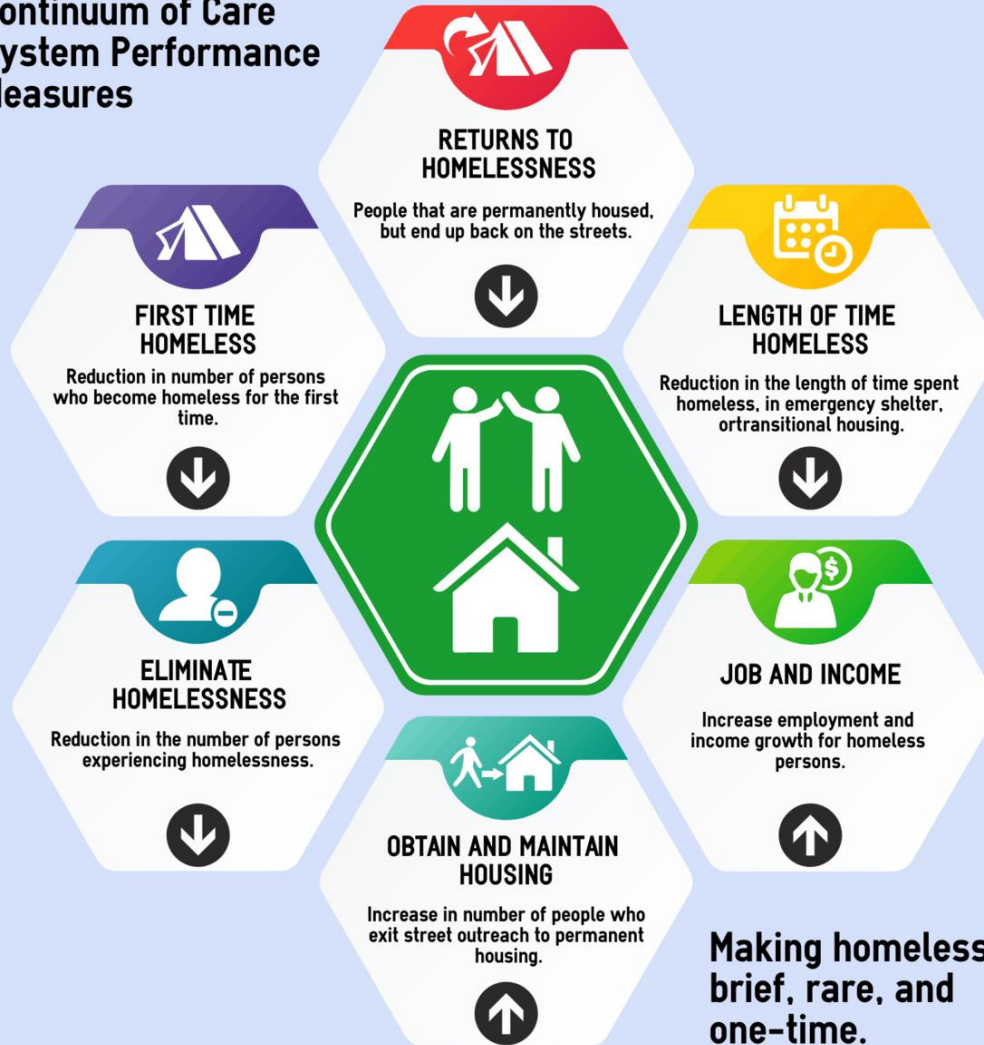 ontinuum of Care
ystem Performance
easures
RETURNS TO
HOMELESSNESS
People that are permanently housed,
but end up back on the streets.
FIRST TIME
HOMELESS
Reduction in number of persons
who become homeless for the first
time.
LENGTH OF TIME
HOMELESS
Reduction in the length of time spent
homeless, in emergency shelter,
ortransitional housing.
ELIMINATE
HOMELESSNESS
Reduction in the number of persons
experiencing homelessness.
$
JOB AND INCOME
Increase employment and
income growth for homeless
persons.
OBTAIN AND MAINTAIN
HOUSING
Increase in number of people who
exit street outreach to permanent
housing.
Making homeless
brief, rare, and
one-time.